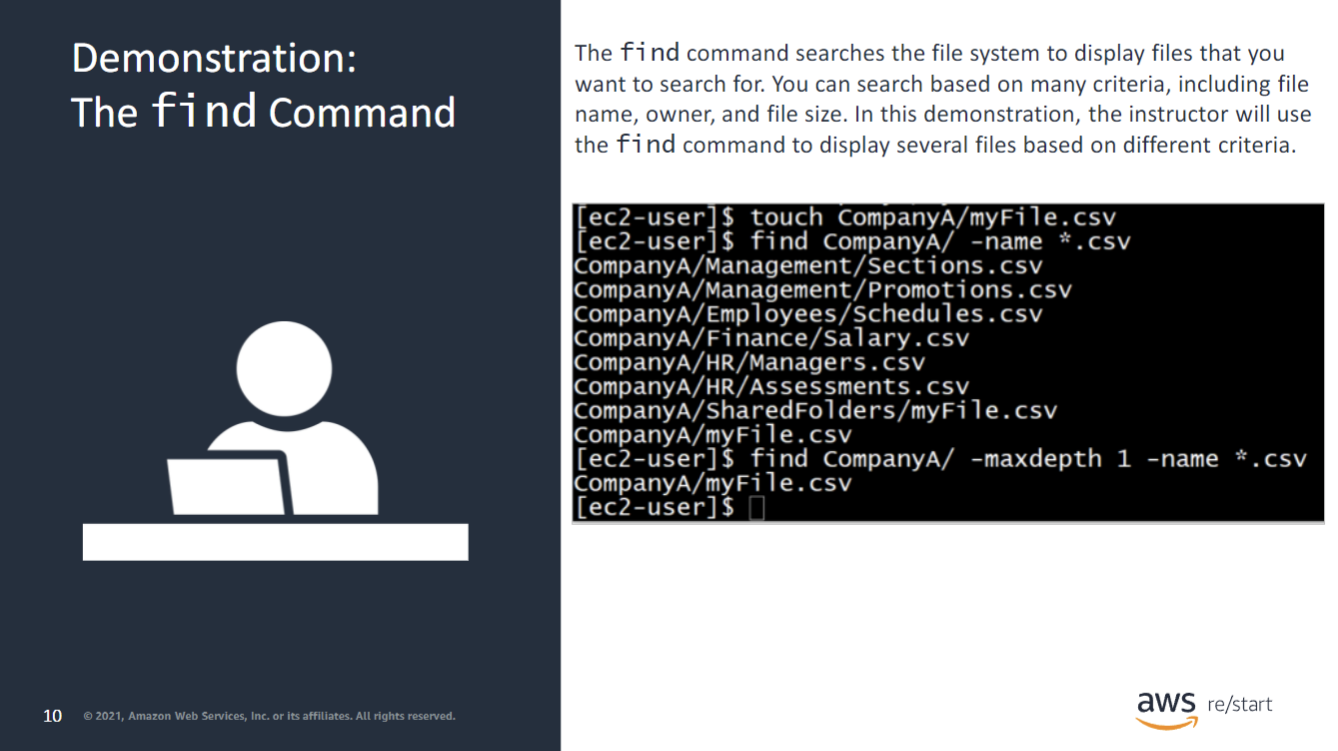 Demonstration:
The find Command
The find command searches the file system to display files that you
want to search for. You can search based on many criteria, including file
name, owner, and file size. In this demonstration, the instructor will use
the find command to display several files based on different criteria.
[ec2-user]$ touch CompanyA/myFile.csv
[ec2-user]$ find CompanyA/ -name *.csv
CompanyA/Management/Sections.csv
CompanyA/Management/Promotions.csv
CompanyA/Employees/Schedules.csv
CompanyA/Finance/Salary.csv
CompanyA/HR/Managers.csv
CompanyA/HR/Assessments.csv
CompanyA/SharedFolders/myFile.csv
CompanyA/myFile.csv
[ec2-user]$ find CompanyA/ -maxdepth 1 -name *.csv
CompanyA/myFile.csv
[ec2-user]$
10 © 2021, Amazon Web Services, Inc. or its affiliates. All rights reserved.
aws re/start